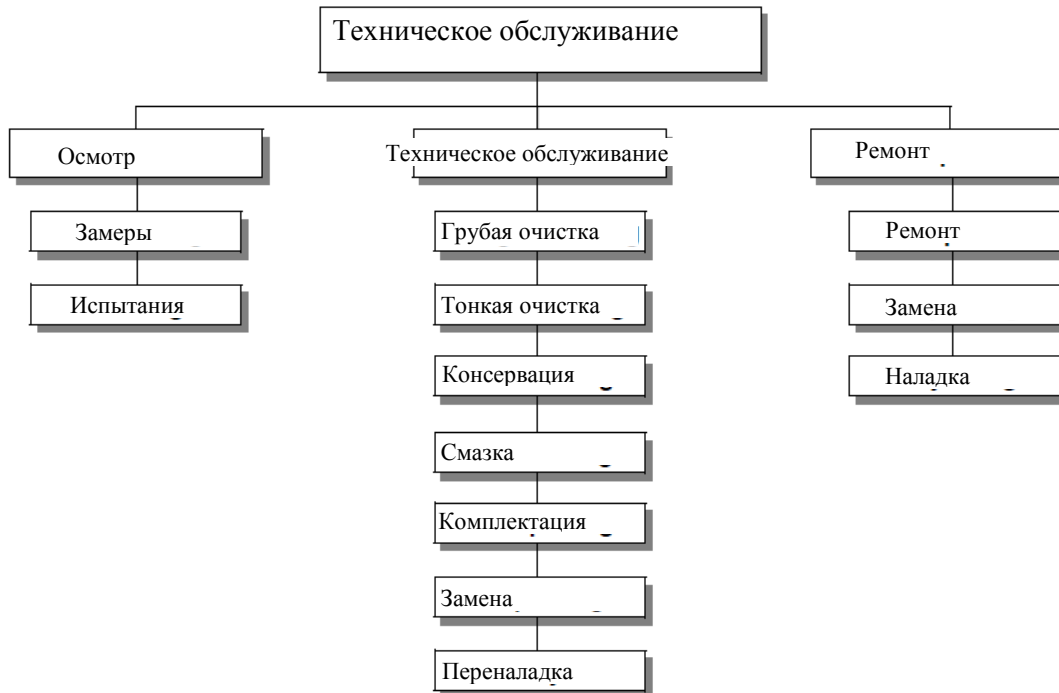 Техническое обслуживание
Осмотр
Техническое обслуживание
Ремонт
Замеры
Грубая очистка
Ремонт
Испытания
Тонкая очистка
Замена
Консервация
Наладка
Смазка
Комплектация
Замена
Переналадка